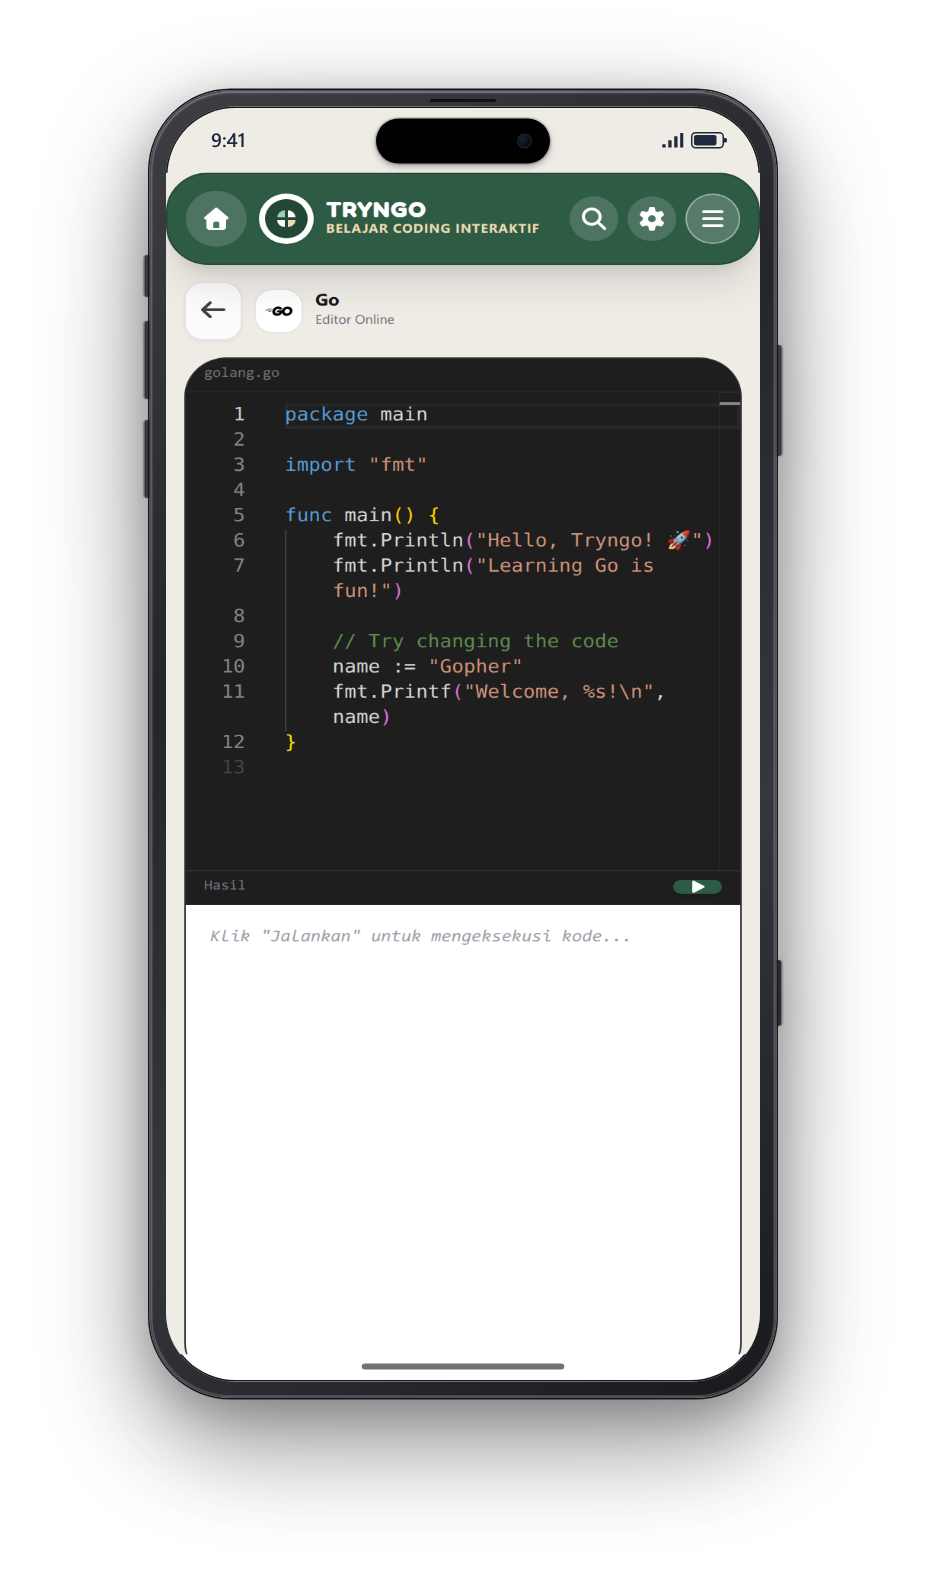 9:41
TRYNGO
BELAJAR CODING INTERAKTIF
GO
Go
Editor Online
golang.go
1 package main
2
3 import "fmt"
4
5 func main() {
6 fmt.Println("Hello, Tryngo! 🚀")
7 fmt.Println("Learning Go is
fun!")
8
9 // Try changing the code
10 name := "Gopher"
11 fmt.Printf("Welcome, %s!\n",
name)
12 }
13
Hasil
Klik "Jalankan" untuk mengeksekusi kode...